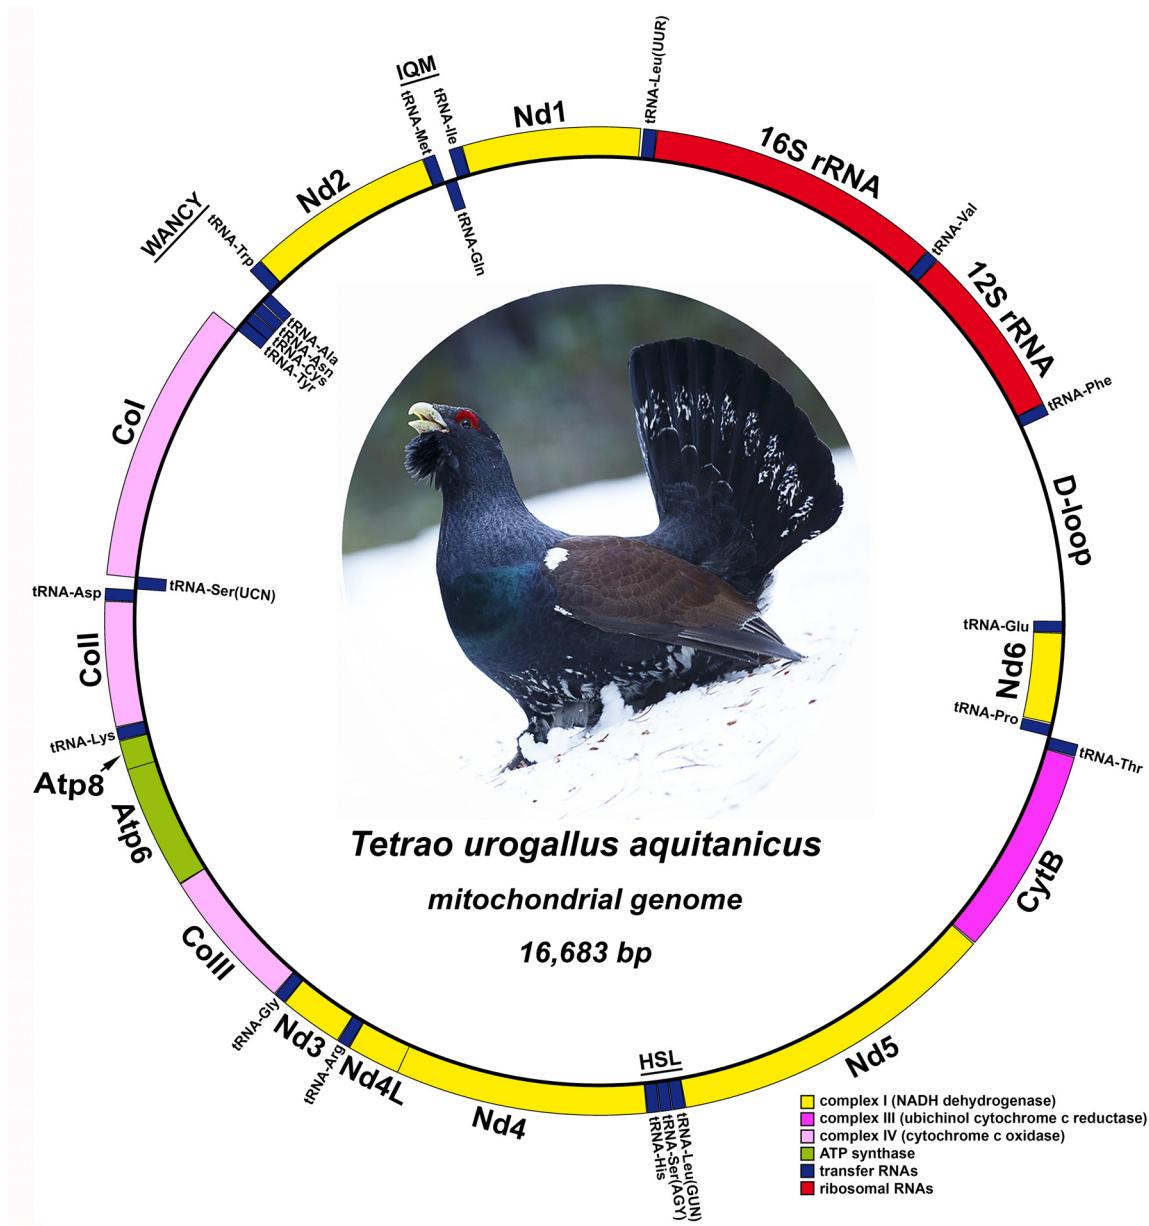 IQM
tRNA-Met
tRNA-Ile
Nd1
tRNA-Leu(UUR)
16S rRNA
tRNA-Val
12S rRNA
tRNA-Phe
D-loop
Nd2
tRNA-Gln
WANCY
tRNA-Trp
tRNA-Ala
tRNA-Asn
tRNA-Cys
tRNA-Tyr
CoI
tRNA-Ser(UCN)
tRNA-Asp
CoII
tRNA-Lys
Atp8
Atp6
CoIII
tRNA-Gly
Nd3
tRNA-Arg
Nd4L
Nd4
HSL
tRNA-His
tRNA-Ser(AGY)
tRNA-Leu(GUN)
Nd5
CytB
tRNA-Thr
tRNA-Pro
Nd6
tRNA-Glu
Tetrao urogallus aquitanicus
mitochondrial genome
16,683 bp
complex I (NADH dehydrogenase)
complex III (ubichinol cytochrome c reductase)
complex IV (cytochrome c oxidase)
ATP synthase
transfer RNAs
ribosomal RNAs